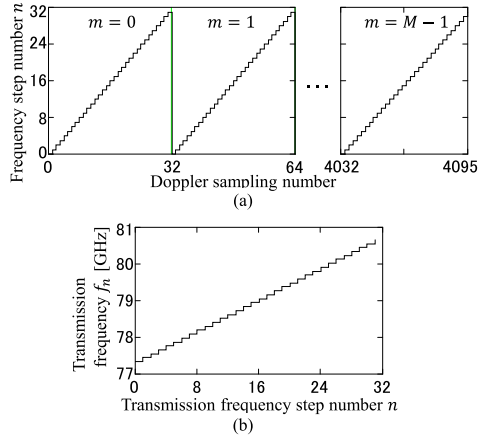 32
24
16
8
0
Frequency step number n
m = 0
m = 1
m = M − 1
0
32
64
4032
4095
Doppler sampling number
(a)
81
80
79
78
77
Transmission
frequency fn [GHz]
0
8
16
24
32
Transmission frequency step number n
(b)